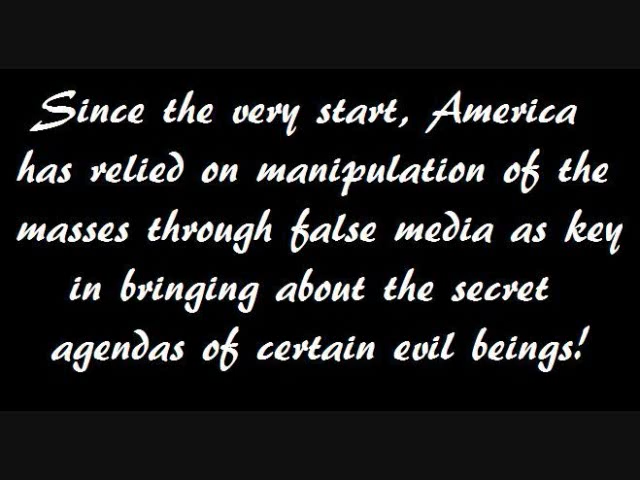 Since the very start, America
has relied on manipulation of the
masses through false media as key
in bringing about the secret
agendas of certain evil beings!